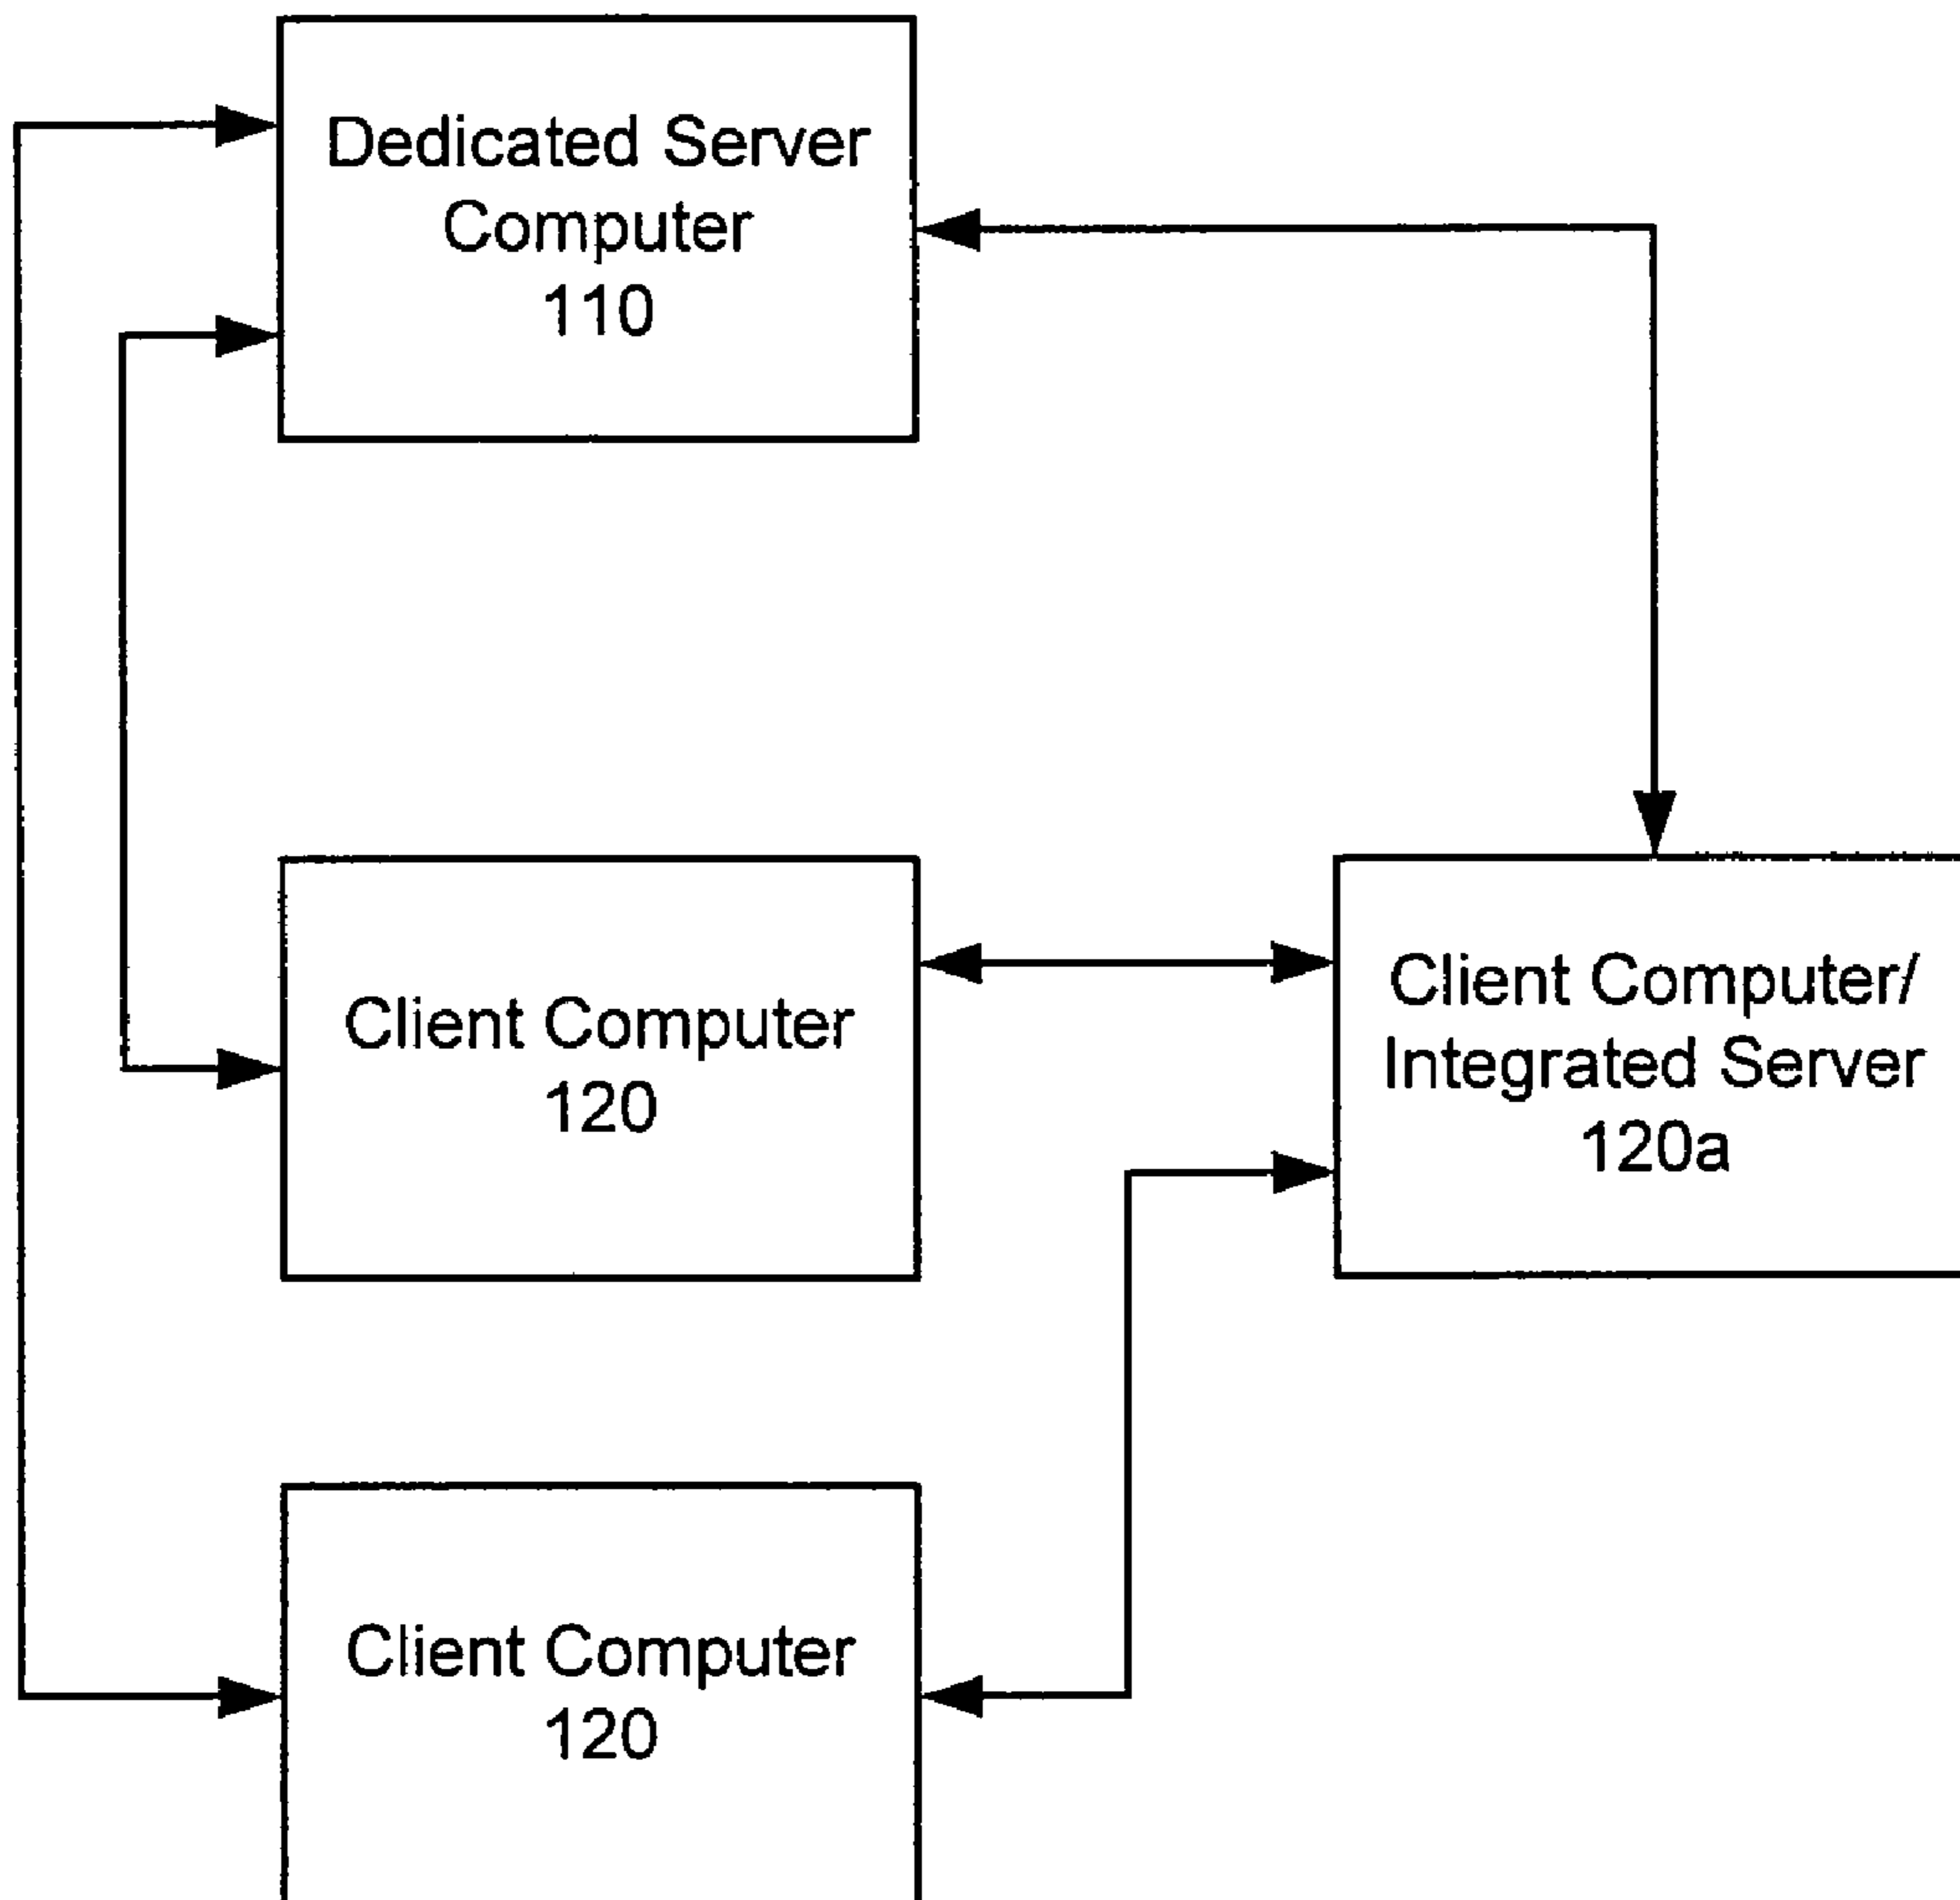 Dedicated Server
Computer
110
Client Computer
120
Client Computer/
Integrated Server
120a
Client Computer
120